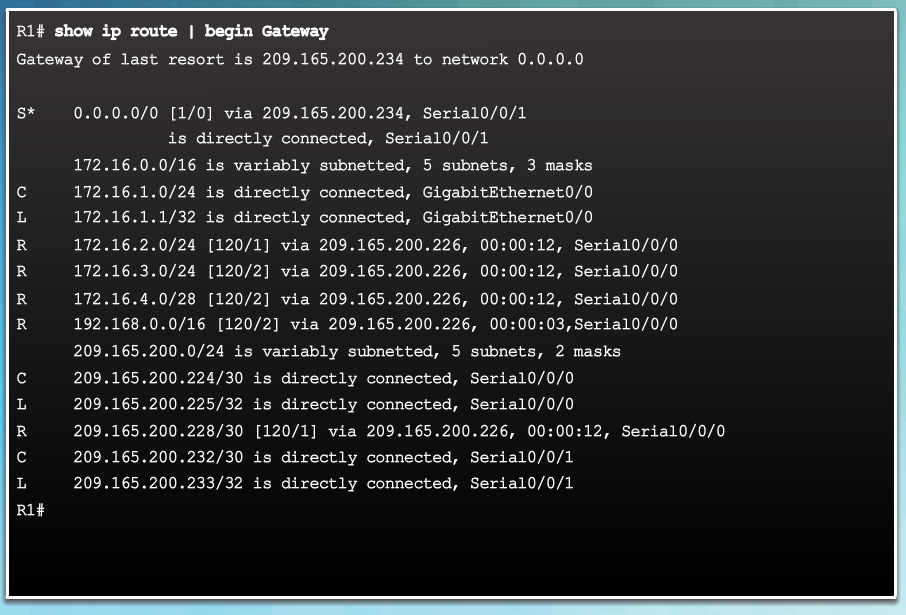 R1# show ip route | begin Gateway
Gateway of last resort is 209.165.200.234 to network 0.0.0.0
S* 0.0.0.0/0 [1/0] via 209.165.200.234, Serial0/0/1
is directly connected, Serial0/0/1
172.16.0.0/16 is variably subnetted, 5 subnets, 3 masks
C 172.16.1.0/24 is directly connected, GigabitEthernet0/0
L 172.16.1.1/32 is directly connected, GigabitEthernet0/0
R 172.16.2.0/24 [120/1] via 209.165.200.226, 00:00:12, Serial0/0/0
R 172.16.3.0/24 [120/2] via 209.165.200.226, 00:00:12, Serial0/0/0
R 172.16.4.0/28 [120/2] via 209.165.200.226, 00:00:12, Serial0/0/0
R 192.168.0.0/16 [120/2] via 209.165.200.226, 00:00:03,Serial0/0/0
209.165.200.0/24 is variably subnetted, 5 subnets, 2 masks
C 209.165.200.224/30 is directly connected, Serial0/0/0
L 209.165.200.225/32 is directly connected, Serial0/0/0
R 209.165.200.228/30 [120/1] via 209.165.200.226, 00:00:12, Serial0/0/0
C 209.165.200.232/30 is directly connected, Serial0/0/1
L 209.165.200.233/32 is directly connected, Serial0/0/1
R1#